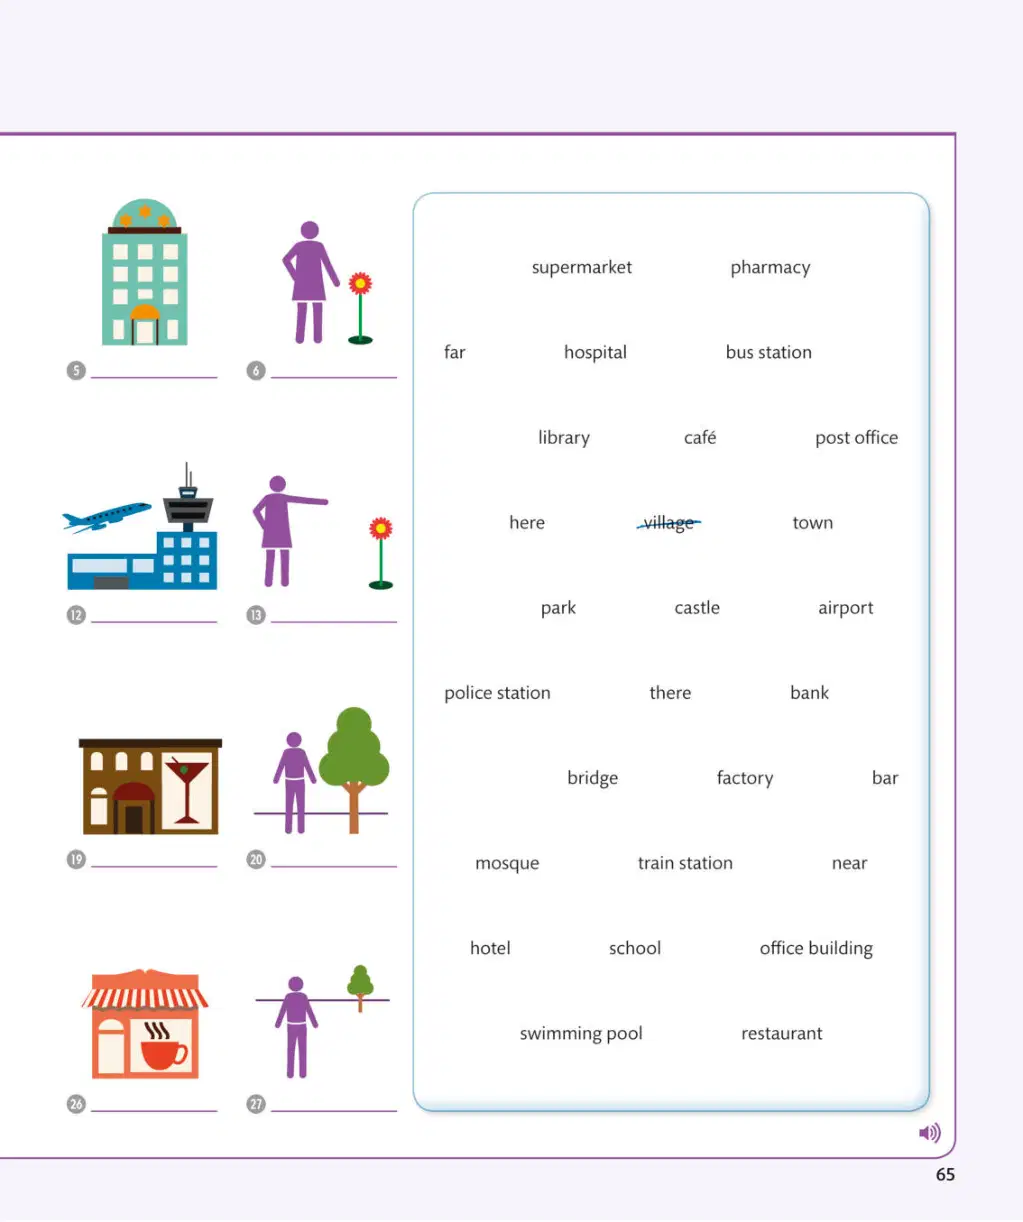 5
6
12
13
19
20
26
27
supermarket pharmacy
far hospital bus station
library café post office
here village town
park castle airport
police station there bank
bridge factory bar
mosque train station near
hotel school office building
swimming pool restaurant
65